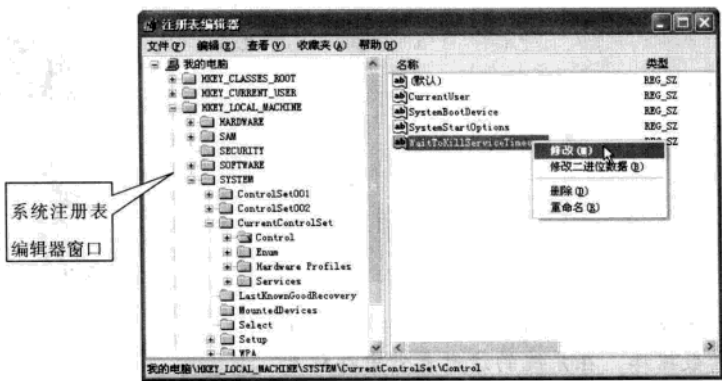 注册表编辑器
文件(F) 编辑(E) 查看(V) 收藏夹(A) 帮助(H)
我的电脑
HKEY_CLASSES_ROOT
HKEY_CURRENT_USER
HKEY_LOCAL_MACHINE
HARDWARE
SAM
SECURITY
SOFTWARE
SYSTEM
ControlSet001
ControlSet002
CurrentControlSet
Control
Enum
Hardware Profiles
Services
LastKnownGoodRecovery
MountedDevices
Select
Setup
WPA
名称 类型
(默认) REG_SZ
CurrentUser REG_SZ
SystemBootDevice REG_SZ
SystemStartOptions REG_SZ
WaitToKillServiceTimeou SZ
修改(M)
修改二进位数据(B)
删除(D)
重命名(R)
我的电脑\HKEY_LOCAL_MACHINE\SYSTEM\CurrentControlSet\Control
系统注册表
编辑器窗口